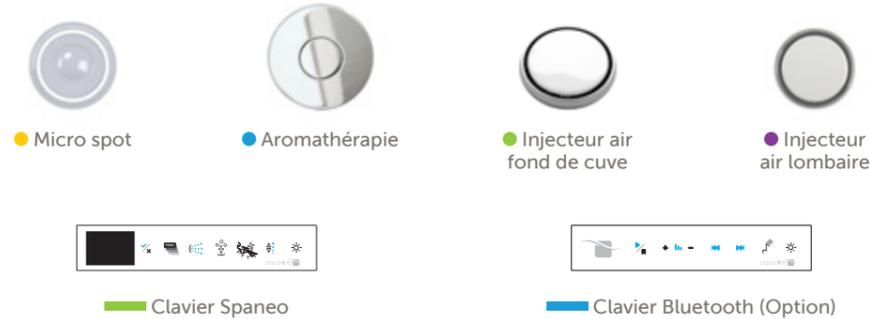 Micro spot
Aromathérapie
Injecteur air
fond de cuve
Injecteur
air lombaire
Clavier Spaneo
Clavier Bluetooth (Option)